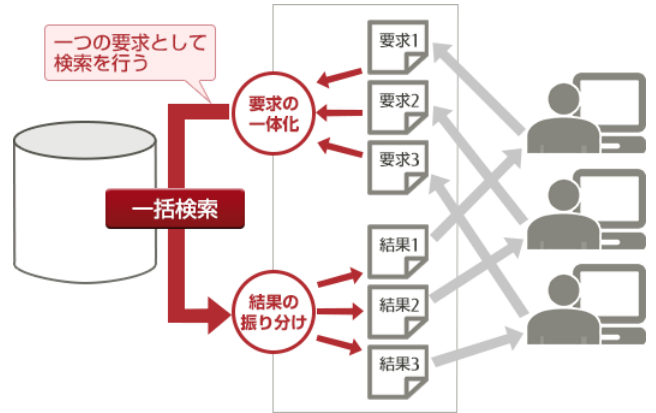 一つの要求として
検索を行う
要求の
一体化
要求1
要求2
要求3
一括検索
結果の
振り分け
結果1
結果2
結果3